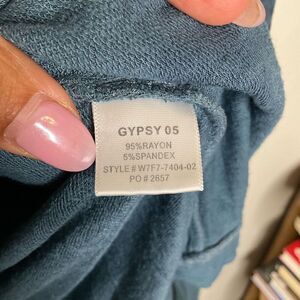 GYPSY 05
95%RAYON
5%SPANDEX
STYLE # W7F7-7404-02
PO # 2657